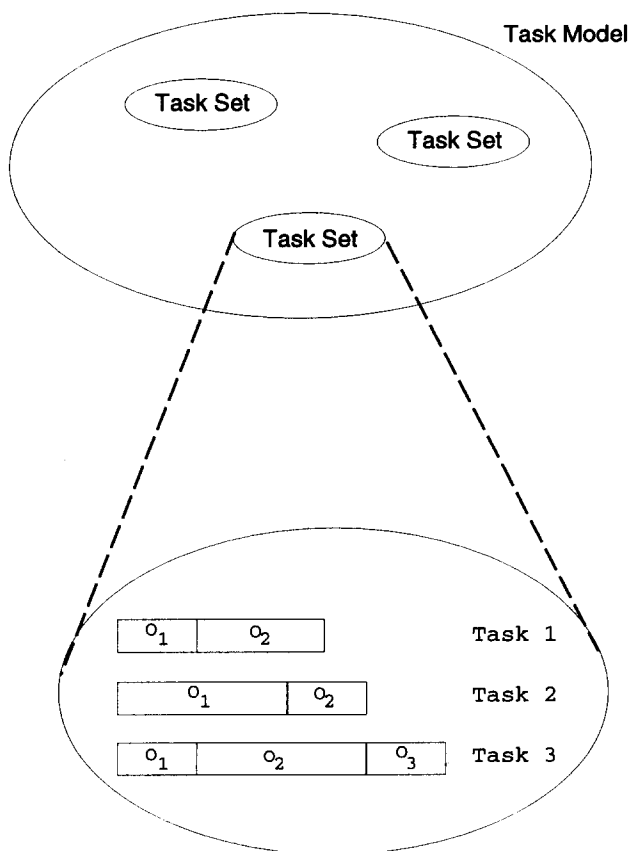 Task Model
Task Set
Task Set
Task Set
O1 O2 Task 1
O1 O2 Task 2
O1 O2 O3 Task 3